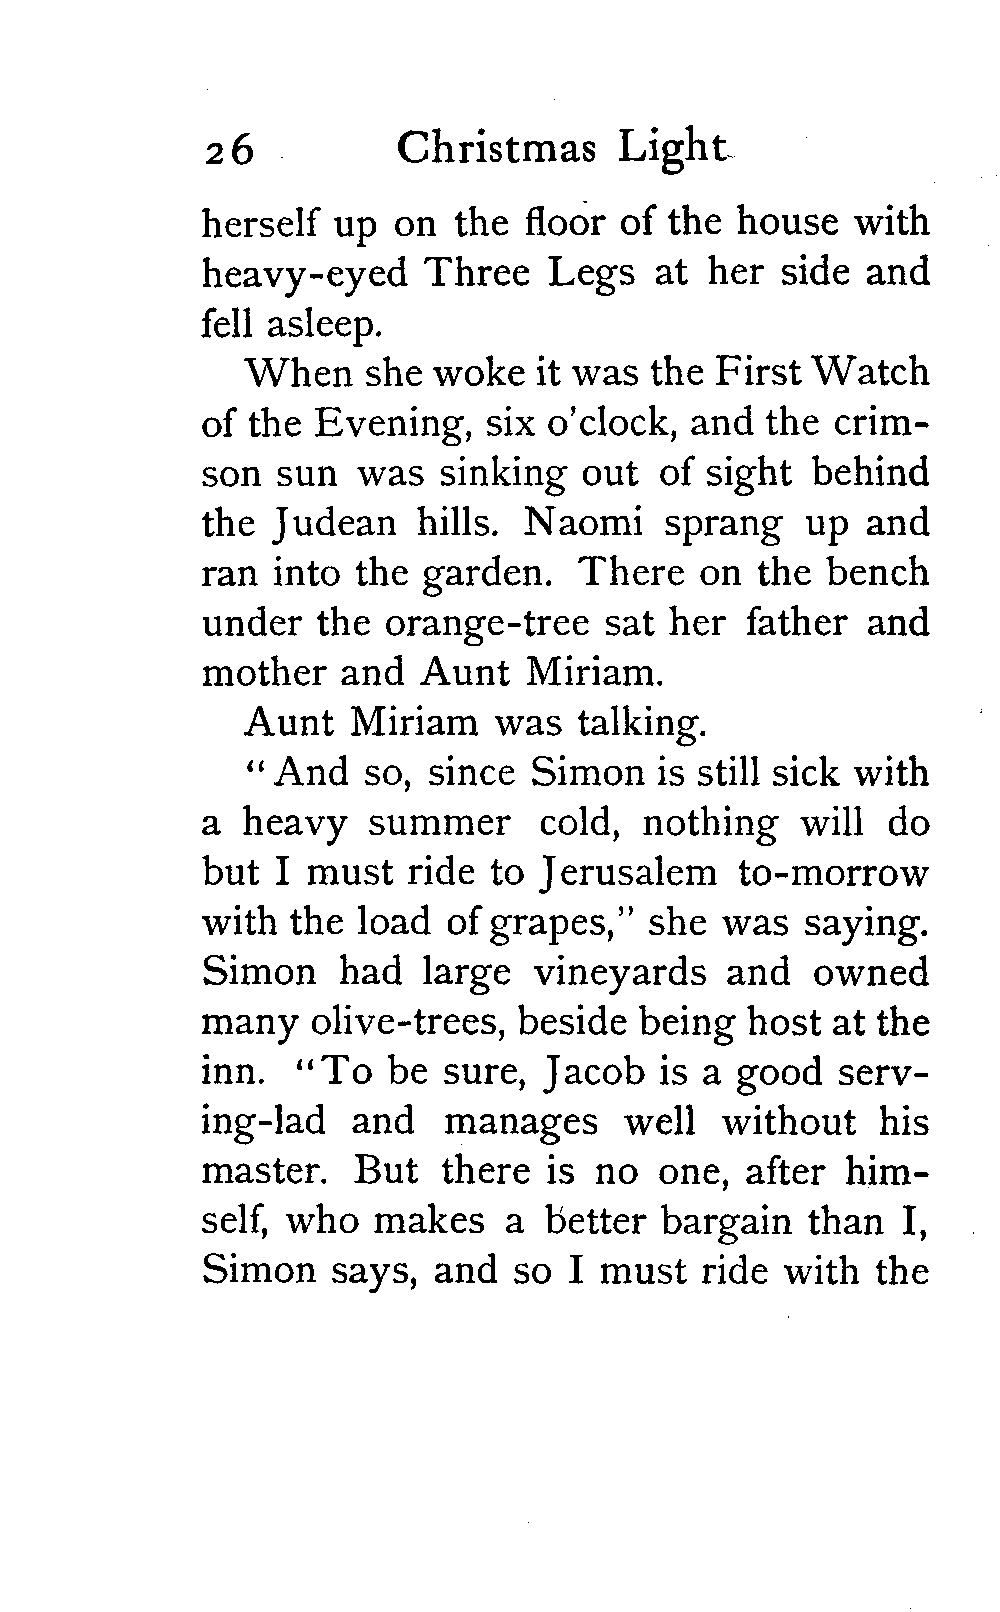 26 Christmas Light
herself up on the floor of the house with
heavy-eyed Three Legs at her side and
fell asleep.
When she woke it was the First Watch
of the Evening, six o'clock, and the crim-
son sun was sinking out of sight behind
the Judean hills. Naomi sprang up and
ran into the garden. There on the bench
under the orange-tree sat her father and
mother and Aunt Miriam.
Aunt Miriam was talking.
"And so, since Simon is still sick with
a heavy summer cold, nothing will do
but I must ride to Jerusalem to-morrow
with the load of grapes," she was saying.
Simon had large vineyards and owned
many olive-trees, beside being host at the
inn. "To be sure, Jacob is a good serv-
ing-lad and manages well without his
master. But there is no one, after him-
self, who makes a better bargain than I,
Simon says, and so I must ride with the